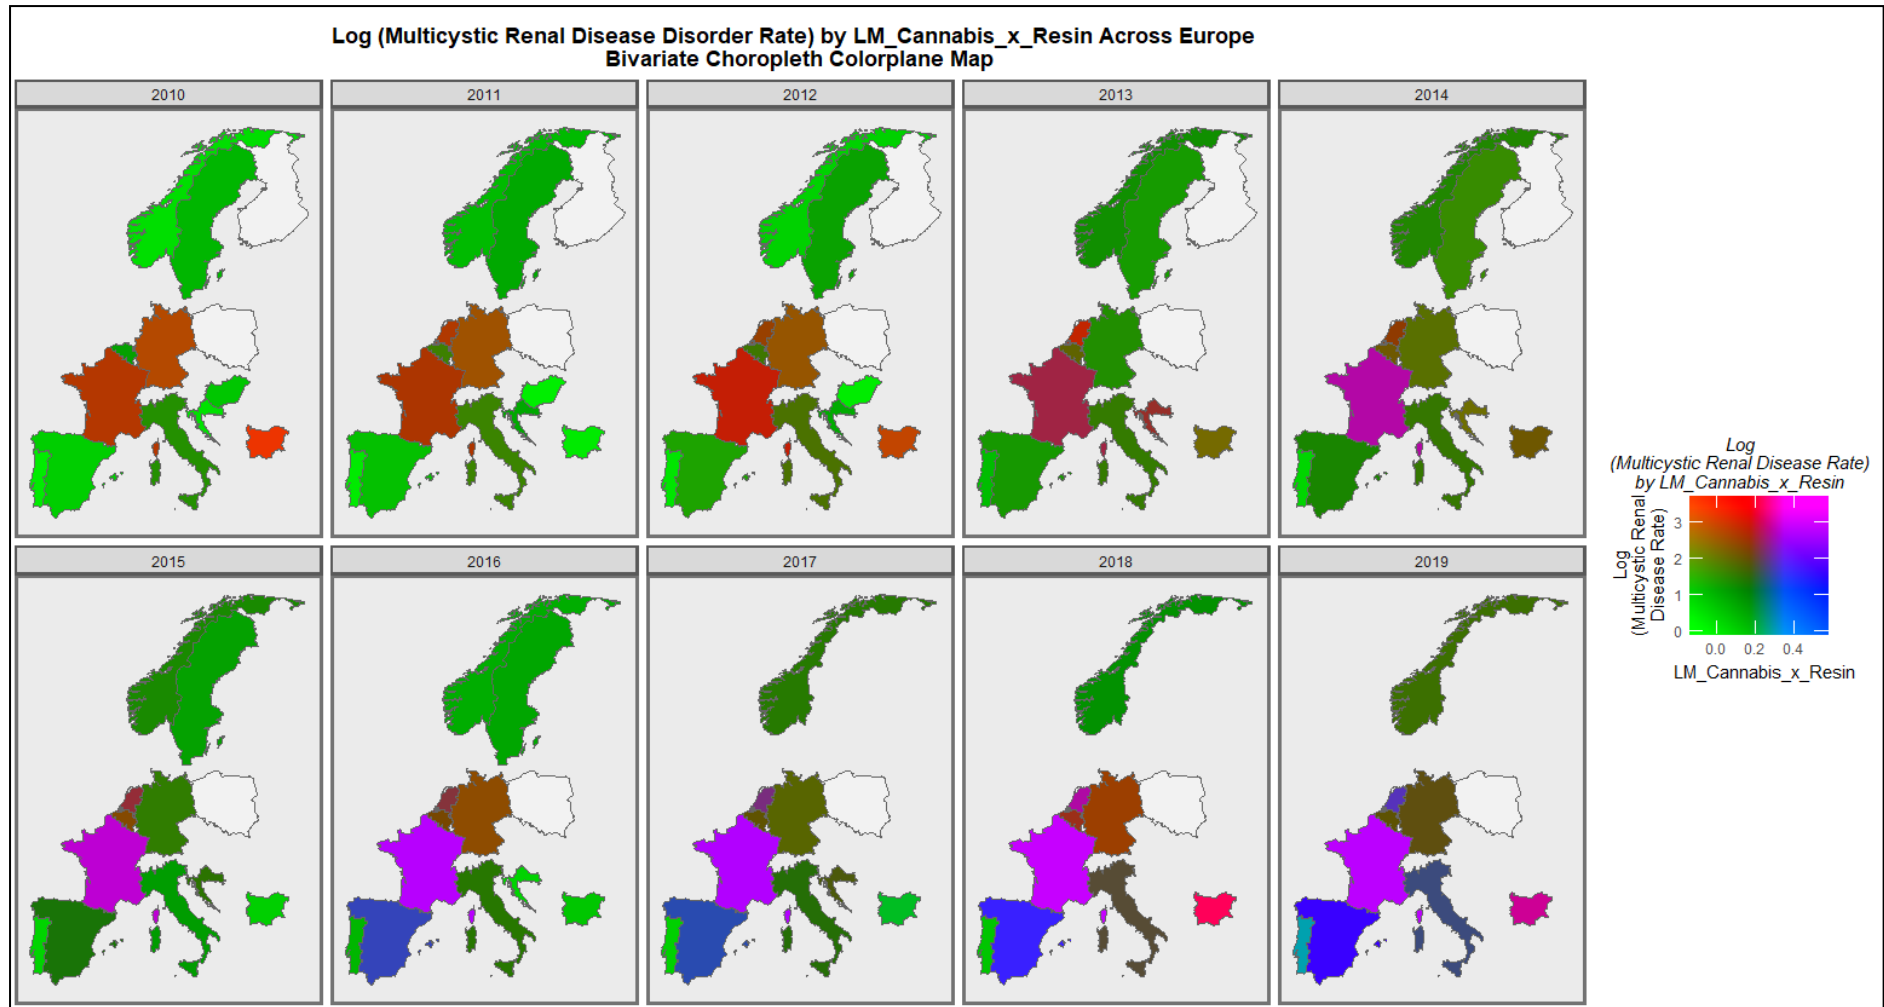 Log (Multicystic Renal Disease Disorder Rate) by LM_Cannabis_x_Resin Across Europe
Bivariate Choropleth Colorplane Map
2010
2011
2012
2013
2014
2015
2016
2017
2018
2019
Log
(Multicystic Renal Disease Rate)
by LM_Cannabis_x_Resin
Log
(Multicystic Renal
Disease Rate)
3
2
1
0
0.0
0.2
0.4
LM_Cannabis_x_Resin